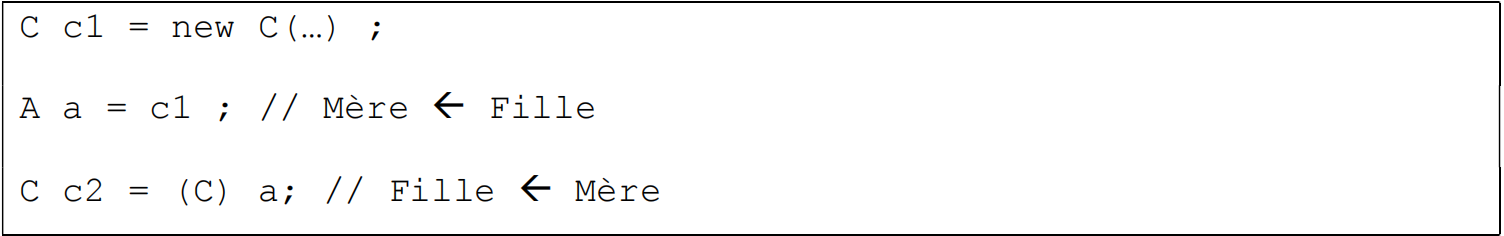 C c1 = new C(…) ;
A a = c1 ; // Mère ← Fille
C c2 = (C) a; // Fille ← Mère